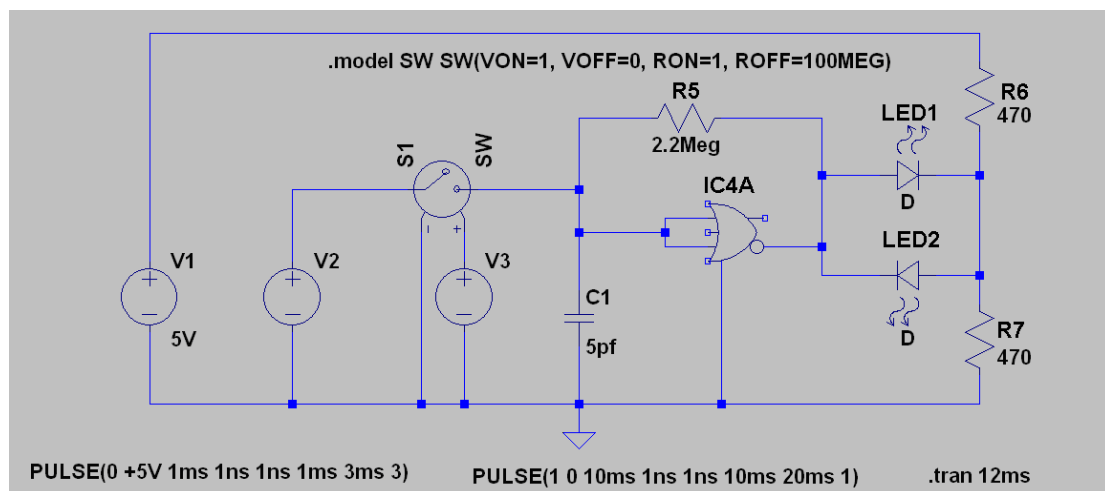 .model SW SW(VON=1, VOFF=0, RON=1, ROFF=100MEG)
R5
2.2Meg
R6
470
LED1
D
S1
SW
IC4A
LED2
D
V1
5V
V2
V3
C1
5pf
R7
470
PULSE(0 +5V 1ms 1ns 1ns 1ms 3ms 3)
PULSE(1 0 10ms 1ns 1ns 10ms 20ms 1)
.tran 12ms